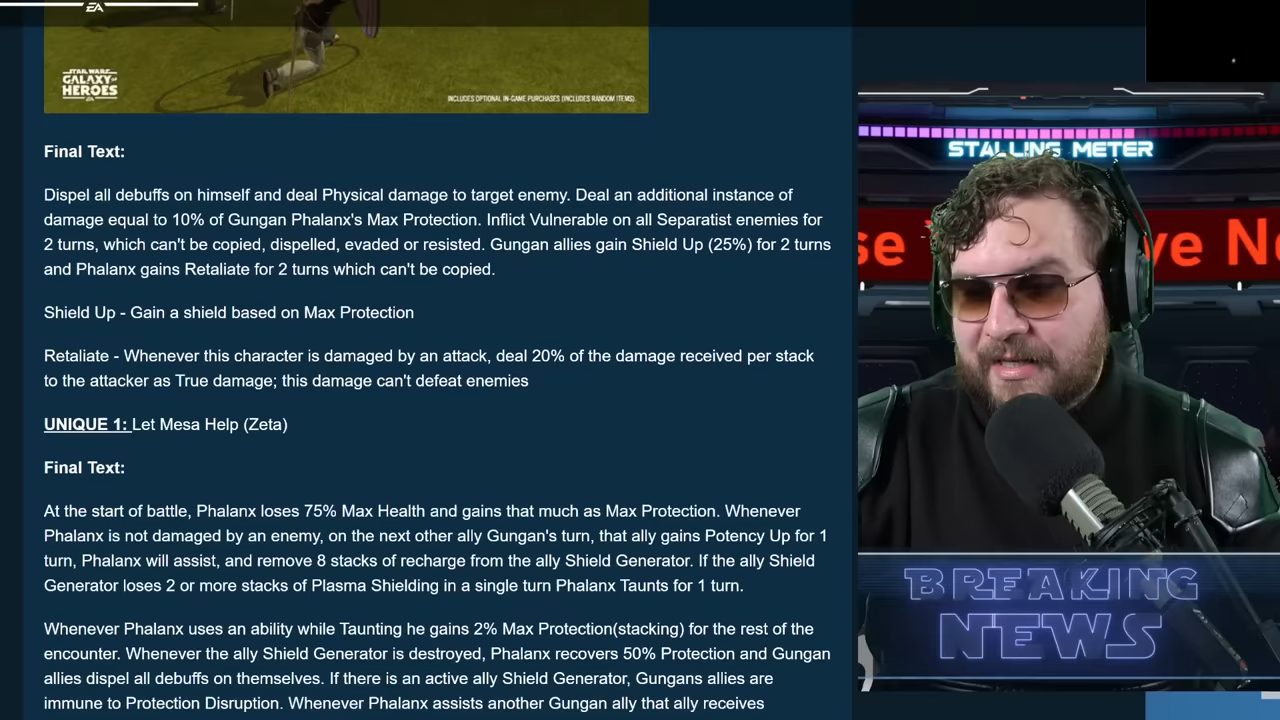 EA
STAR WARS
GALAXY OF
HEROES
EA
INCLUDES OPTIONAL IN-GAME PURCHASES (INCLUDES RANDOM ITEMS).
Final Text:
Dispel all debuffs on himself and deal Physical damage to target enemy. Deal an additional instance of
damage equal to 10% of Gungan Phalanx's Max Protection. Inflict Vulnerable on all Separatist enemies for
2 turns, which can't be copied, dispelled, evaded or resisted. Gungan allies gain Shield Up (25%) for 2 turns
and Phalanx gains Retaliate for 2 turns which can't be copied.
Shield Up - Gain a shield based on Max Protection
Retaliate - Whenever this character is damaged by an attack, deal 20% of the damage received per stack
to the attacker as True damage; this damage can't defeat enemies
UNIQUE 1: Let Mesa Help (Zeta)
Final Text:
At the start of battle, Phalanx loses 75% Max Health and gains that much as Max Protection. Whenever
Phalanx is not damaged by an enemy, on the next other ally Gungan's turn, that ally gains Potency Up for 1
turn, Phalanx will assist, and remove 8 stacks of recharge from the ally Shield Generator. If the ally Shield
Generator loses 2 or more stacks of Plasma Shielding in a single turn Phalanx Taunts for 1 turn.
Whenever Phalanx uses an ability while Taunting he gains 2% Max Protection(stacking) for the rest of the
encounter. Whenever the ally Shield Generator is destroyed, Phalanx recovers 50% Protection and Gungan
allies dispel all debuffs on themselves. If there is an active ally Shield Generator, Gungans allies are
immune to Protection Disruption. Whenever Phalanx assists another Gungan ally that ally receives
STALLING METER
se
ve Ne
BREAKING
NEWS